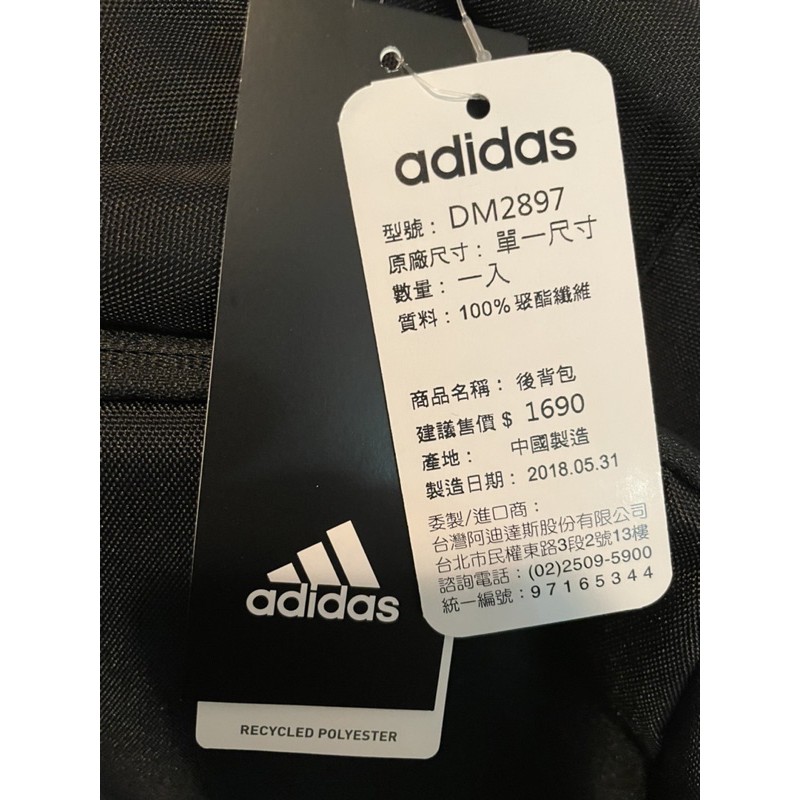 adidas
型號： DM2897
原廠尺寸： 單一尺寸
數量： 一入
質料：100% 聚酯纖維
商品名稱： 後背包
建議售價 $ 1690
產地： 中國製造
製造日期： 2018.05.31
委製/進口商：
台灣阿迪達斯股份有限公司
台北市民權東路3段2號13樓
諮詢電話：(02)2509-5900
統一編號：97165344
adidas
RECYCLED POLYESTER